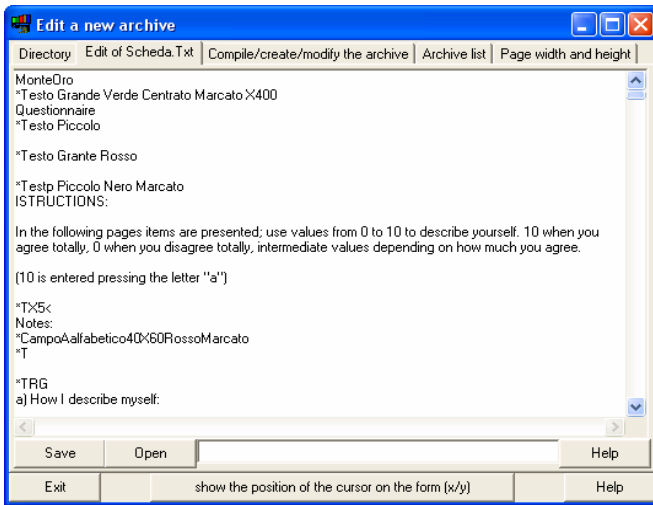 Edit a new archive
Directory Edit of Scheda.Txt Compile/create/modify the archive Archive list Page width and height
MonteOro
*Testo Grande Verde Centrato Marcato X400
Questionnaire
*Testo Piccolo
*Testo Grante Rosso
*Testp Piccolo Nero Marcato
ISTRUCTIONS:
In the following pages items are presented; use values from 0 to 10 to describe yourself. 10 when you
agree totally, 0 when you disagree totally, intermediate values depending on how much you agree.
(10 is entered pressing the letter "a")
*TX5<
Notes:
*CampoAalfabetico40X60RossoMarcato
*T
*TRG
a) How I describe myself:
Save Open Help
Exit show the position of the cursor on the form (x/y) Help